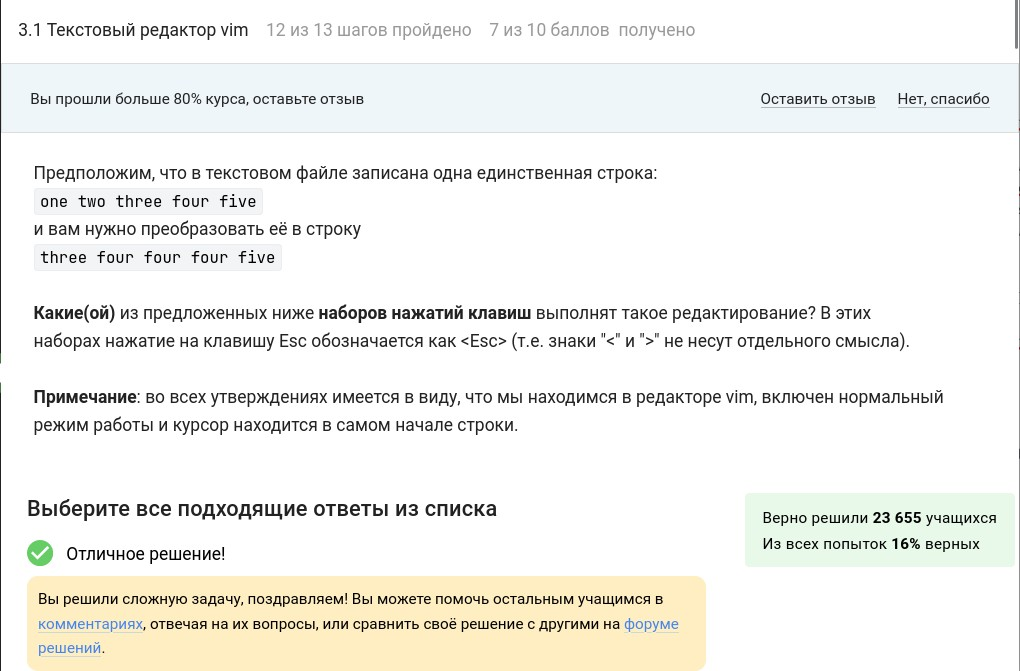 3.1 Текстовый редактор vim 12 из 13 шагов пройдено 7 из 10 баллов получено
Вы прошли больше 80% курса, оставьте отзыв Оставить отзыв Нет, спасибо
Предположим, что в текстовом файле записана одна единственная строка:
one two three four five
и вам нужно преобразовать её в строку
three four four four five
Какие(ой) из предложенных ниже наборов нажатий клавиш выполнят такое редактирование? В этих
наборах нажатие на клавишу Esc обозначается как <Esc> (т.е. знаки "<" и ">" не несут отдельного смысла).
Примечание: во всех утверждениях имеется в виду, что мы находимся в редакторе vim, включен нормальный
режим работы и курсор находится в самом начале строки.
Выберите все подходящие ответы из списка
Верно решили 23 655 учащихся
Из всех попыток 16% верных
Отличное решение!
Вы решили сложную задачу, поздравляем! Вы можете помочь остальным учащимся в
комментариях, отвечая на их вопросы, или сравнить своё решение с другими на форуме
решений.